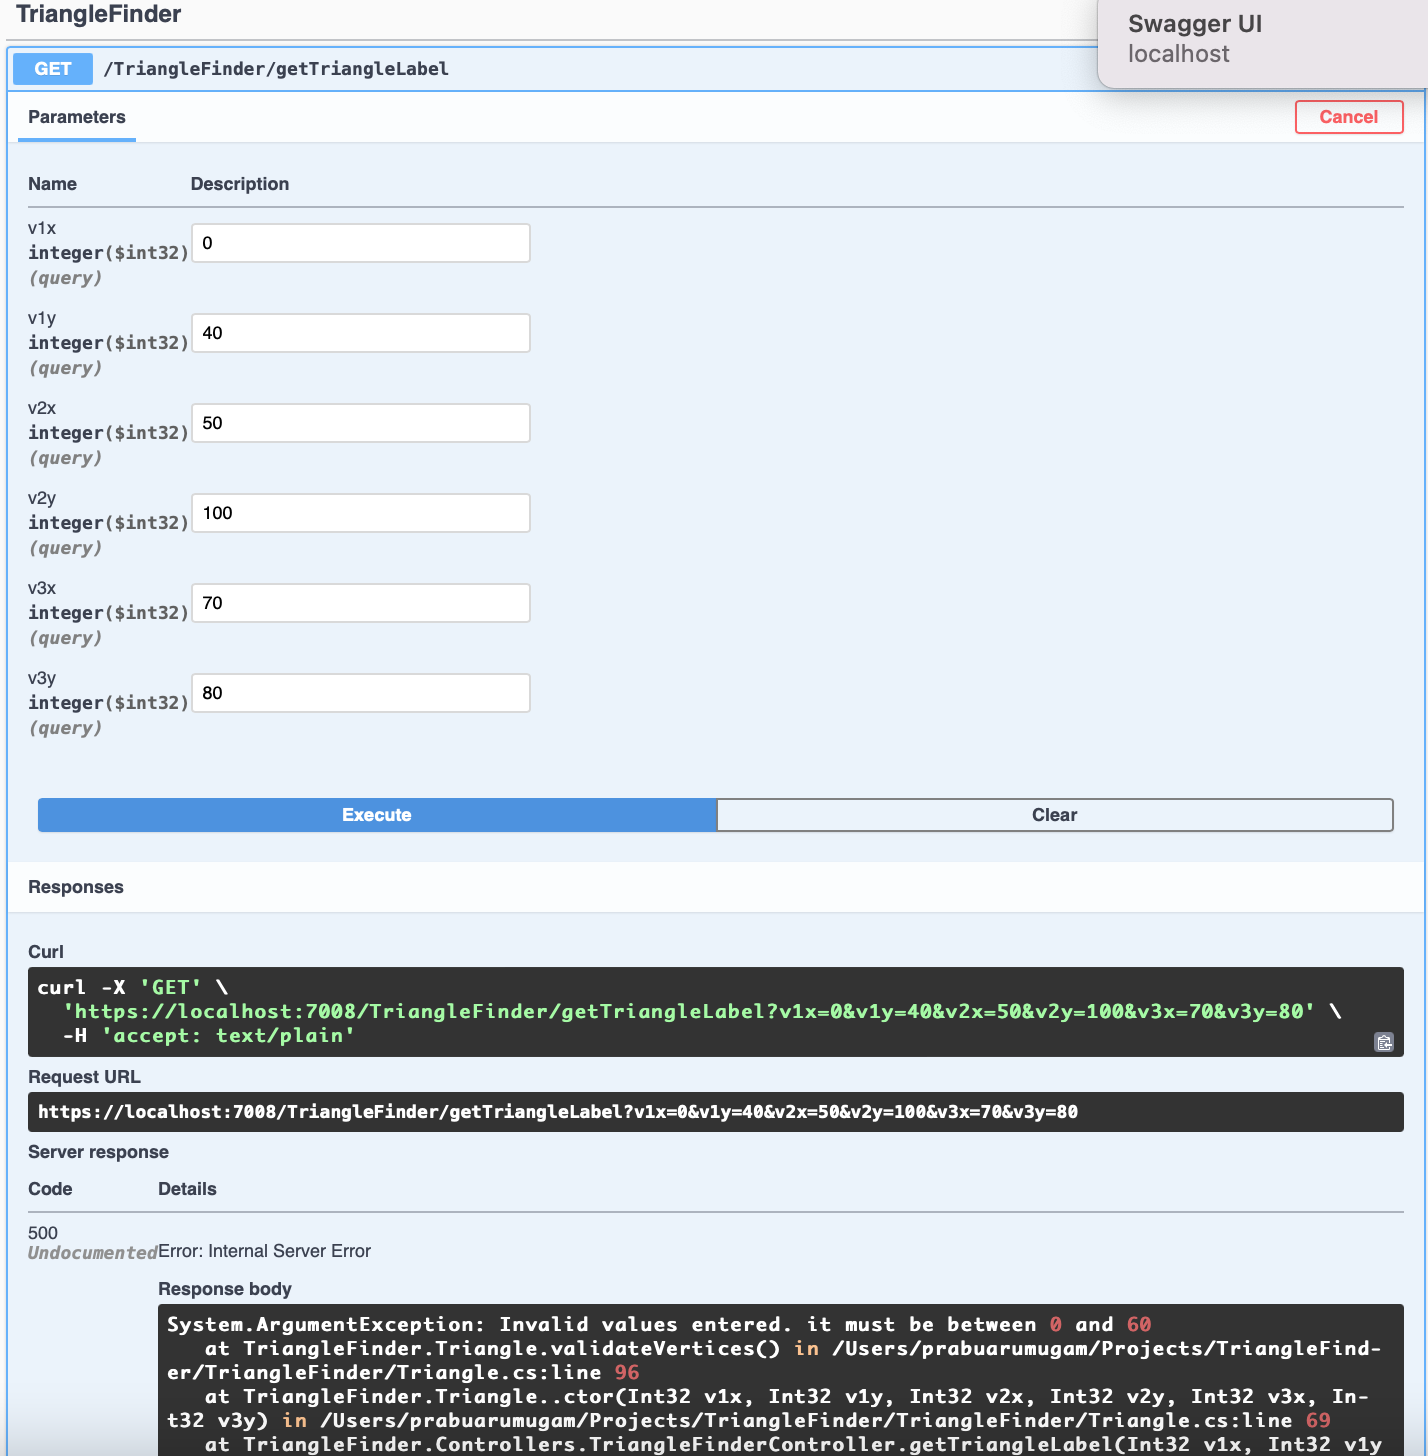 TriangleFinder
Swagger UI
localhost
GET /TriangleFinder/getTriangleLabel
Parameters
Cancel
Name Description
v1x
integer($int32)
(query)
0
v1y
integer($int32)
(query)
40
v2x
integer($int32)
(query)
50
v2y
integer($int32)
(query)
100
v3x
integer($int32)
(query)
70
v3y
integer($int32)
(query)
80
Execute Clear
Responses
Curl
curl -X 'GET' \
'https://localhost:7008/TriangleFinder/getTriangleLabel?v1x=0&v1y=40&v2x=50&v2y=100&v3x=70&v3y=80' \
-H 'accept: text/plain'
Request URL
https://localhost:7008/TriangleFinder/getTriangleLabel?v1x=0&v1y=40&v2x=50&v2y=100&v3x=70&v3y=80
Server response
Code Details
500
Undocumented Error: Internal Server Error
Response body
System.ArgumentException: Invalid values entered. it must be between 0 and 60
at TriangleFinder.Triangle.validateVertices() in /Users/prabuarumugam/Projects/TriangleFind-
er/TriangleFinder/Triangle.cs:line 96
at TriangleFinder.Triangle..ctor(Int32 v1x, Int32 v1y, Int32 v2x, Int32 v2y, Int32 v3x, In-
t32 v3y) in /Users/prabuarumugam/Projects/TriangleFinder/TriangleFinder/Triangle.cs:line 69
at TriangleFinder.Controllers.TriangleFinderController.getTriangleLabel(Int32 v1x, Int32 v1y